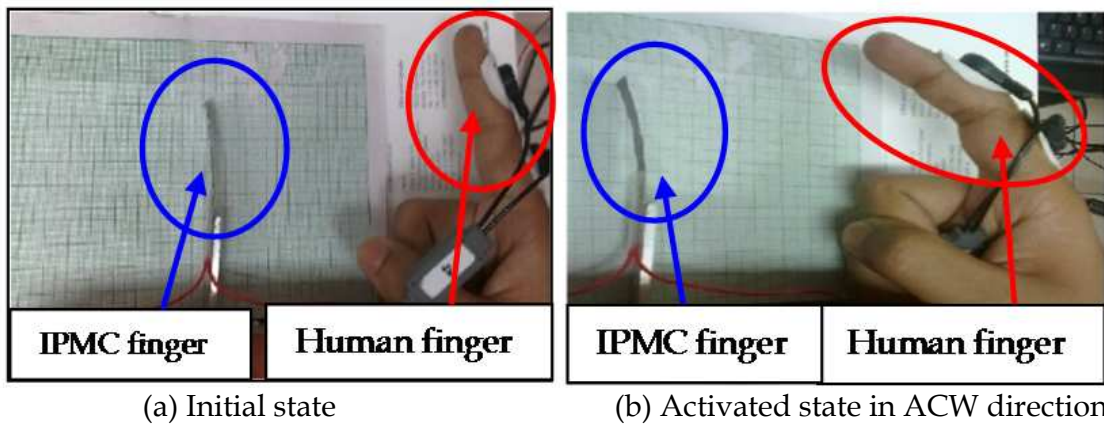 IPMC finger
Human finger
IPMC finger
Human finger
(a) Initial state
(b) Activated state in ACW direction